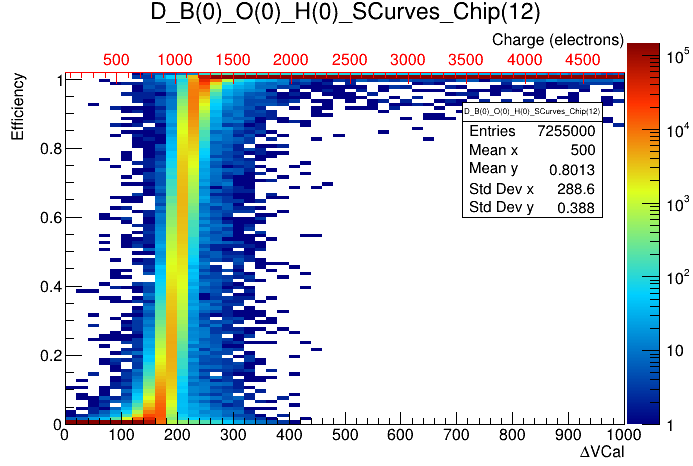 D_B(0)_O(0)_H(0)_SCurves_Chip(12)
Charge (electrons)
500 1000 1500 2000 2500 3000 3500 4000 4500
Efficiency
1
0.8
0.6
0.4
0.2
0
D_B(0)_O(0)_H(0)_SCurves_Chip(12)
Entries 7255000
Mean x 500
Mean y 0.8013
Std Dev x 288.6
Std Dev y 0.388
10^5
10^4
10^3
10^2
10
1
0 100 200 300 400 500 600 700 800 900 1000
ΔVCal